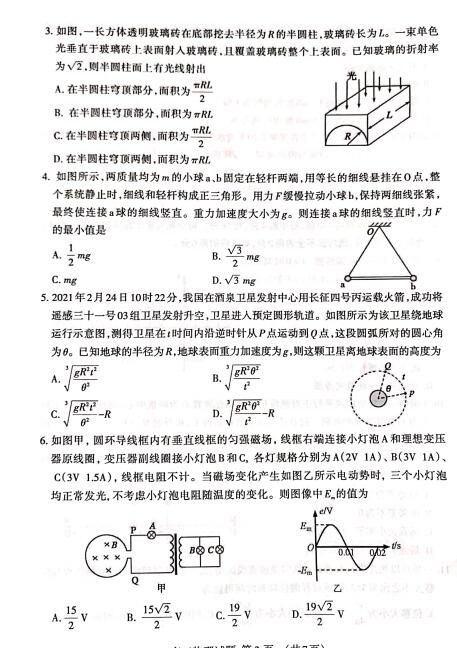 3. 如图,一长方体透明玻璃砖在底部挖去半径为R的半圆柱,玻璃砖长为L。一束单色
光垂直于玻璃砖上表面射入玻璃砖,且覆盖玻璃砖整个上表面。已知玻璃的折射率
为√2,则半圆柱面上有光线射出
A. 在半圆柱穹顶部分,面积为πRL/2
B. 在半圆柱穹顶部分,面积为πRL
C. 在半圆柱穹顶两侧,面积为πRL/2
D. 在半圆柱穹顶两侧,面积为πRL
光
L
R
4. 如图所示,两质量均为m的小球a、b固定在轻杆两端,用等长的细线悬挂在O点,整
个系统静止时,细线和轻杆构成正三角形。用力F缓慢拉动小球b,保持两细线张紧,
最终使连接a球的细线竖直。重力加速度大小为g。则连接a球的细线竖直时,力F
的最小值是
A. 1/2 mg
B. √3/2 mg
C. mg
D. √3 mg
O
a
b
5. 2021年2月24日10时22分,我国在酒泉卫星发射中心用长征四号丙运载火箭,成功将
遥感三十一号03组卫星发射升空,卫星进入预定圆形轨道。如图所示为该卫星绕地球
运行示意图,测得卫星在t时间内沿逆时针从P点运动到Q点,这段圆弧所对的圆心角
为θ。已知地球的半径为R,地球表面重力加速度为g,则这颗卫星离地球表面的高度为
A. ∛(gR²t²/θ²)
B. ∛(gR²θ²/t²)
C. ∛(gR²t²/θ²)-R
D. ∛(gR²θ²/t²)-R
Q
t
θ
P
6. 如图甲,圆环导线框内有垂直线框的匀强磁场,线框右端连接小灯泡A和理想变压
器原线圈,变压器副线圈接小灯泡B和C,各灯规格分别为A(2V 1A)、B(3V 1A)、
C(3V 1.5A),线框电阻不计。当磁场变化产生如图乙所示电动势时,三个小灯泡
均正常发光,不考虑小灯泡电阻随温度的变化。则图像中Em的值为
P
A
B
B
C
Q
甲
e/V
Em
O
0.01
0.02
t/s
-Em
乙
A. 15/2 V
B. 15√2/2 V
C. 19/2 V
D. 19√2/2 V